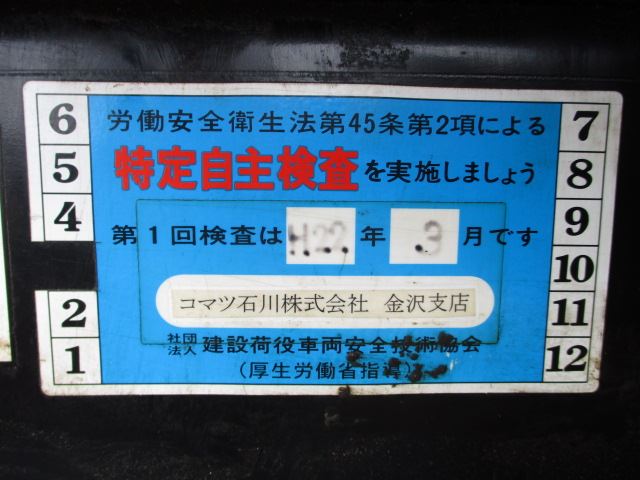 労働安全衛生法第45条第2項による
特定自主検査を実施しましょう
第1回検査は H22 年 3 月です
コマツ石川株式会社 金沢支店
社団法人 建設荷役車両安全技術協会
(厚生労働省指導)
6
5
4
2
1
7
8
9
10
11
12